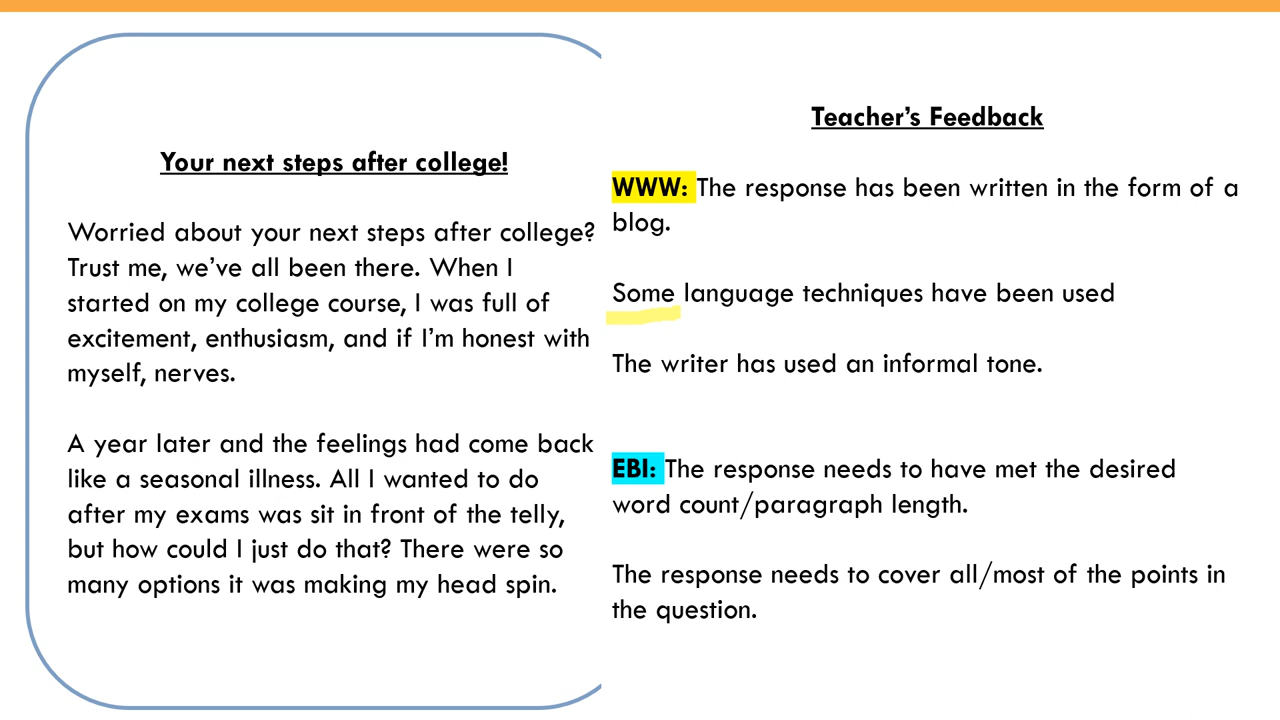 Your next steps after college!
Worried about your next steps after college?
Trust me, we’ve all been there. When I
started on my college course, I was full of
excitement, enthusiasm, and if I’m honest with
myself, nerves.
A year later and the feelings had come back
like a seasonal illness. All I wanted to do
after my exams was sit in front of the telly,
but how could I just do that? There were so
many options it was making my head spin.
Teacher’s Feedback
WWW: The response has been written in the form of a
blog.
Some language techniques have been used
The writer has used an informal tone.
EBI: The response needs to have met the desired
word count/paragraph length.
The response needs to cover all/most of the points in
the question.